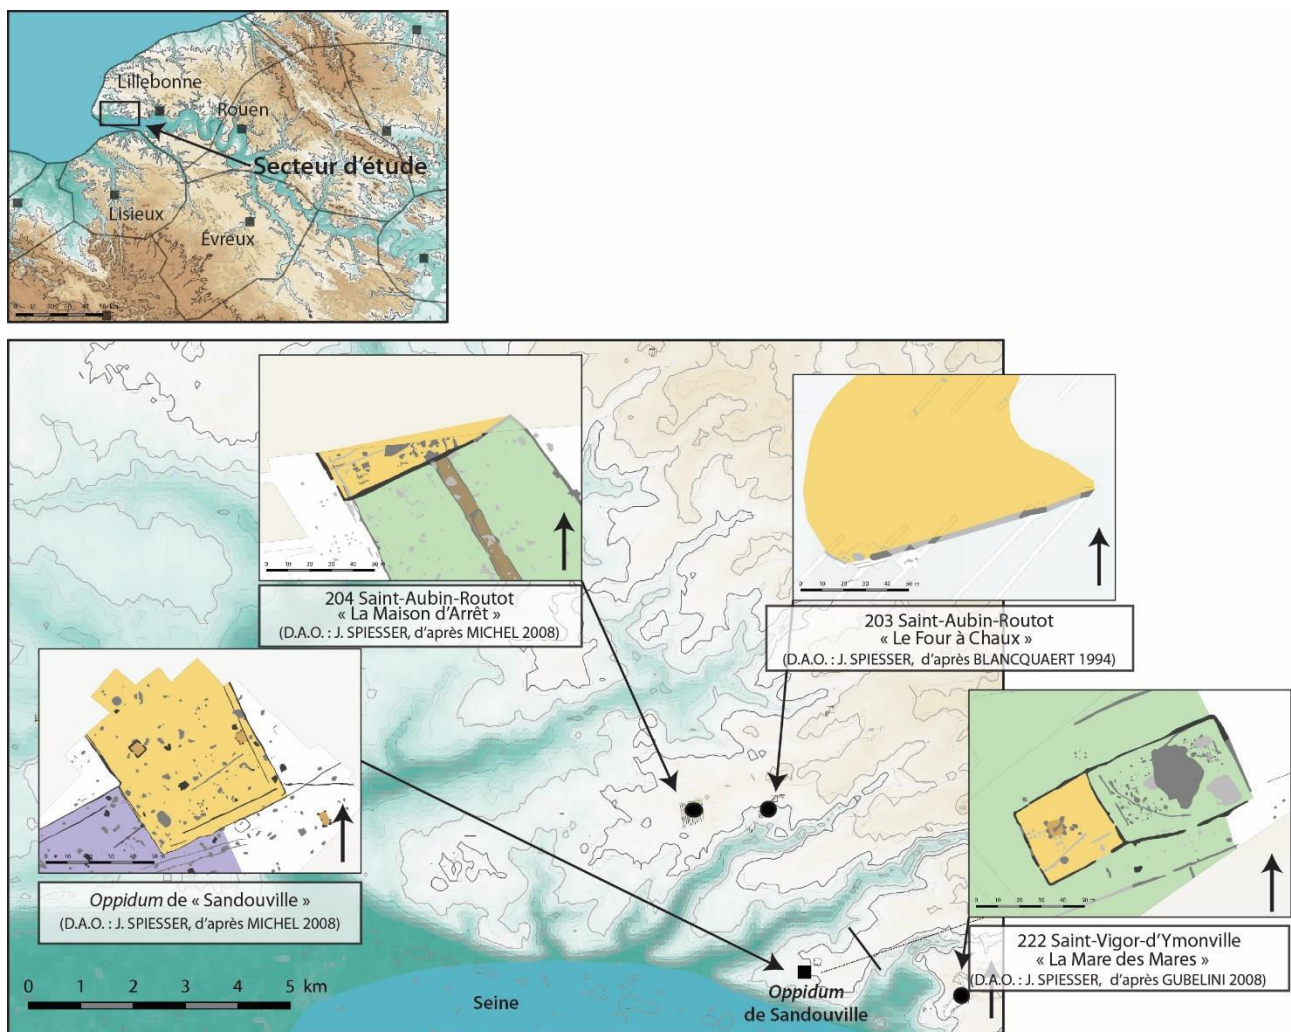 Lillebonne
Rouen
Secteur d'étude
Lisieux
Évreux
204 Saint-Aubin-Routot
« La Maison d'Arrêt »
(D.A.O. : J. SPIESSER, d'après MICHEL 2008)
203 Saint-Aubin-Routot
« Le Four à Chaux »
(D.A.O. : J. SPIESSER, d'après BLANCQUAERT 1994)
Oppidum de « Sandouville »
(D.A.O. : J. SPIESSER, d'après MICHEL 2008)
222 Saint-Vigor-d'Ymonville
« La Mare des Mares »
(D.A.O. : J. SPIESSER, d'après GUBELINI 2008)
0 1 2 3 4 5 km
Seine
Oppidum
de Sandouville